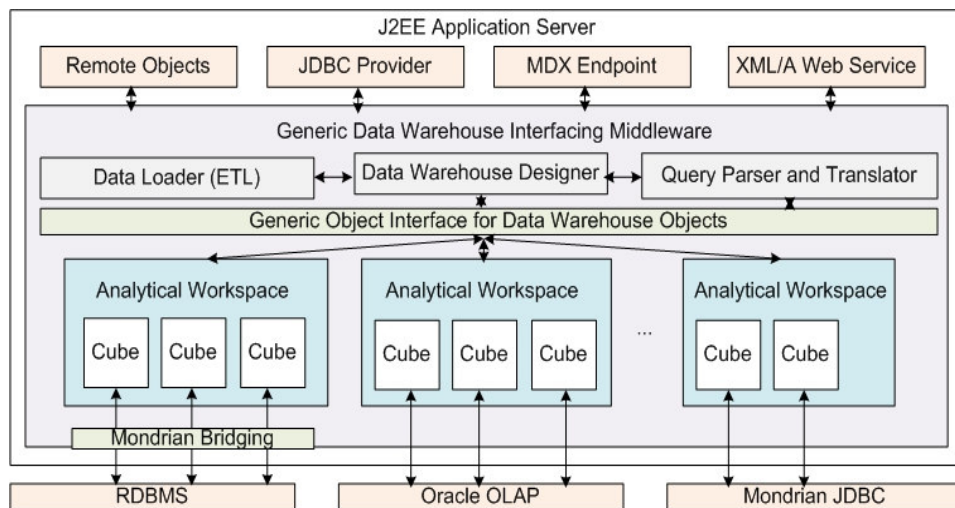 J2EE Application Server
Remote Objects
JDBC Provider
MDX Endpoint
XML/A Web Service
Generic Data Warehouse Interfacing Middleware
Data Loader (ETL)
Data Warehouse Designer
Query Parser and Translator
Generic Object Interface for Data Warehouse Objects
Analytical Workspace
Analytical Workspace
Analytical Workspace
Cube
Cube
Cube
Cube
Cube
Cube
...
Cube
Cube
Mondrian Bridging
RDBMS
Oracle OLAP
Mondrian JDBC